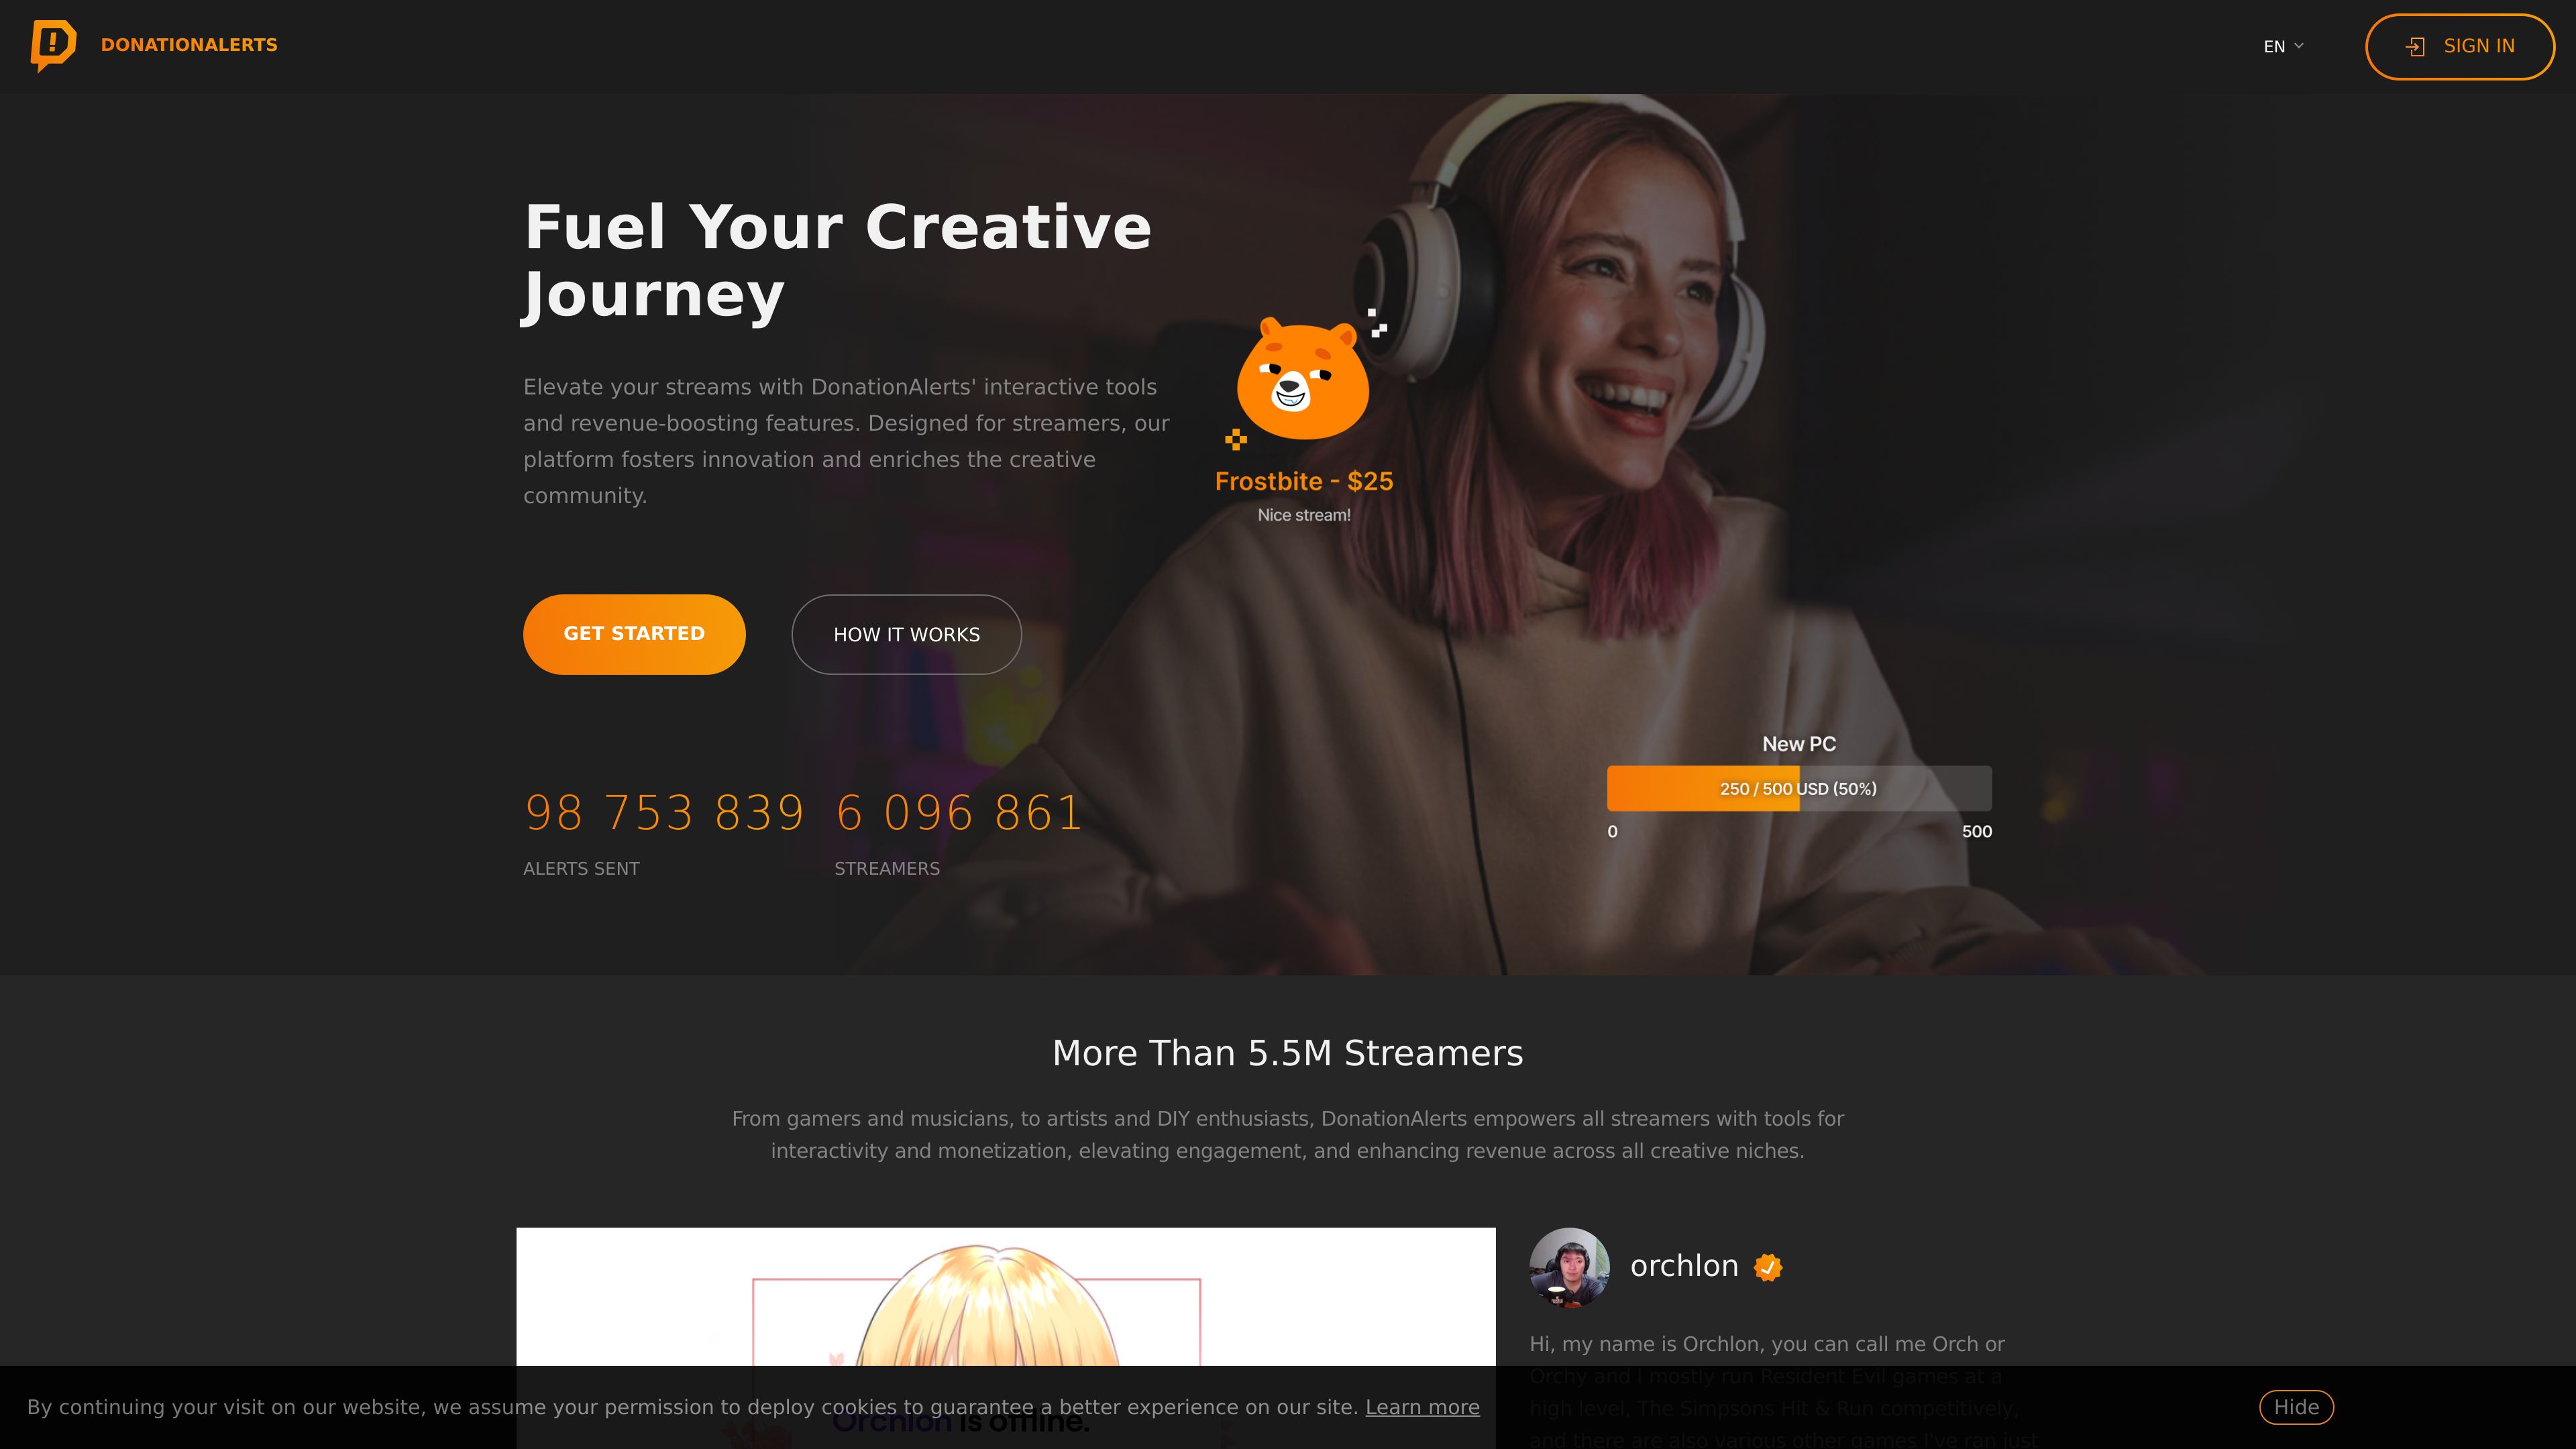 DONATIONALERTS
EN
SIGN IN
Fuel Your Creative
Journey
Elevate your streams with DonationAlerts' interactive tools
and revenue-boosting features. Designed for streamers, our
platform fosters innovation and enriches the creative
community.
GET STARTED
HOW IT WORKS
98 753 839
ALERTS SENT
6 096 861
STREAMERS
Frostbite - $25
Nice stream!
New PC
250 / 500 USD (50%)
0
500
More Than 5.5M Streamers
From gamers and musicians, to artists and DIY enthusiasts, DonationAlerts empowers all streamers with tools for
interactivity and monetization, elevating engagement, and enhancing revenue across all creative niches.
orchlon
Hi, my name is Orchlon, you can call me Orch or
Orchy and I mostly run Resident Evil games at a
high level, The Simpsons Hit & Run competitively,
and there are also various other games I've ran just
Orchlon is offline.
By continuing your visit on our website, we assume your permission to deploy cookies to guarantee a better experience on our site. Learn more
Hide